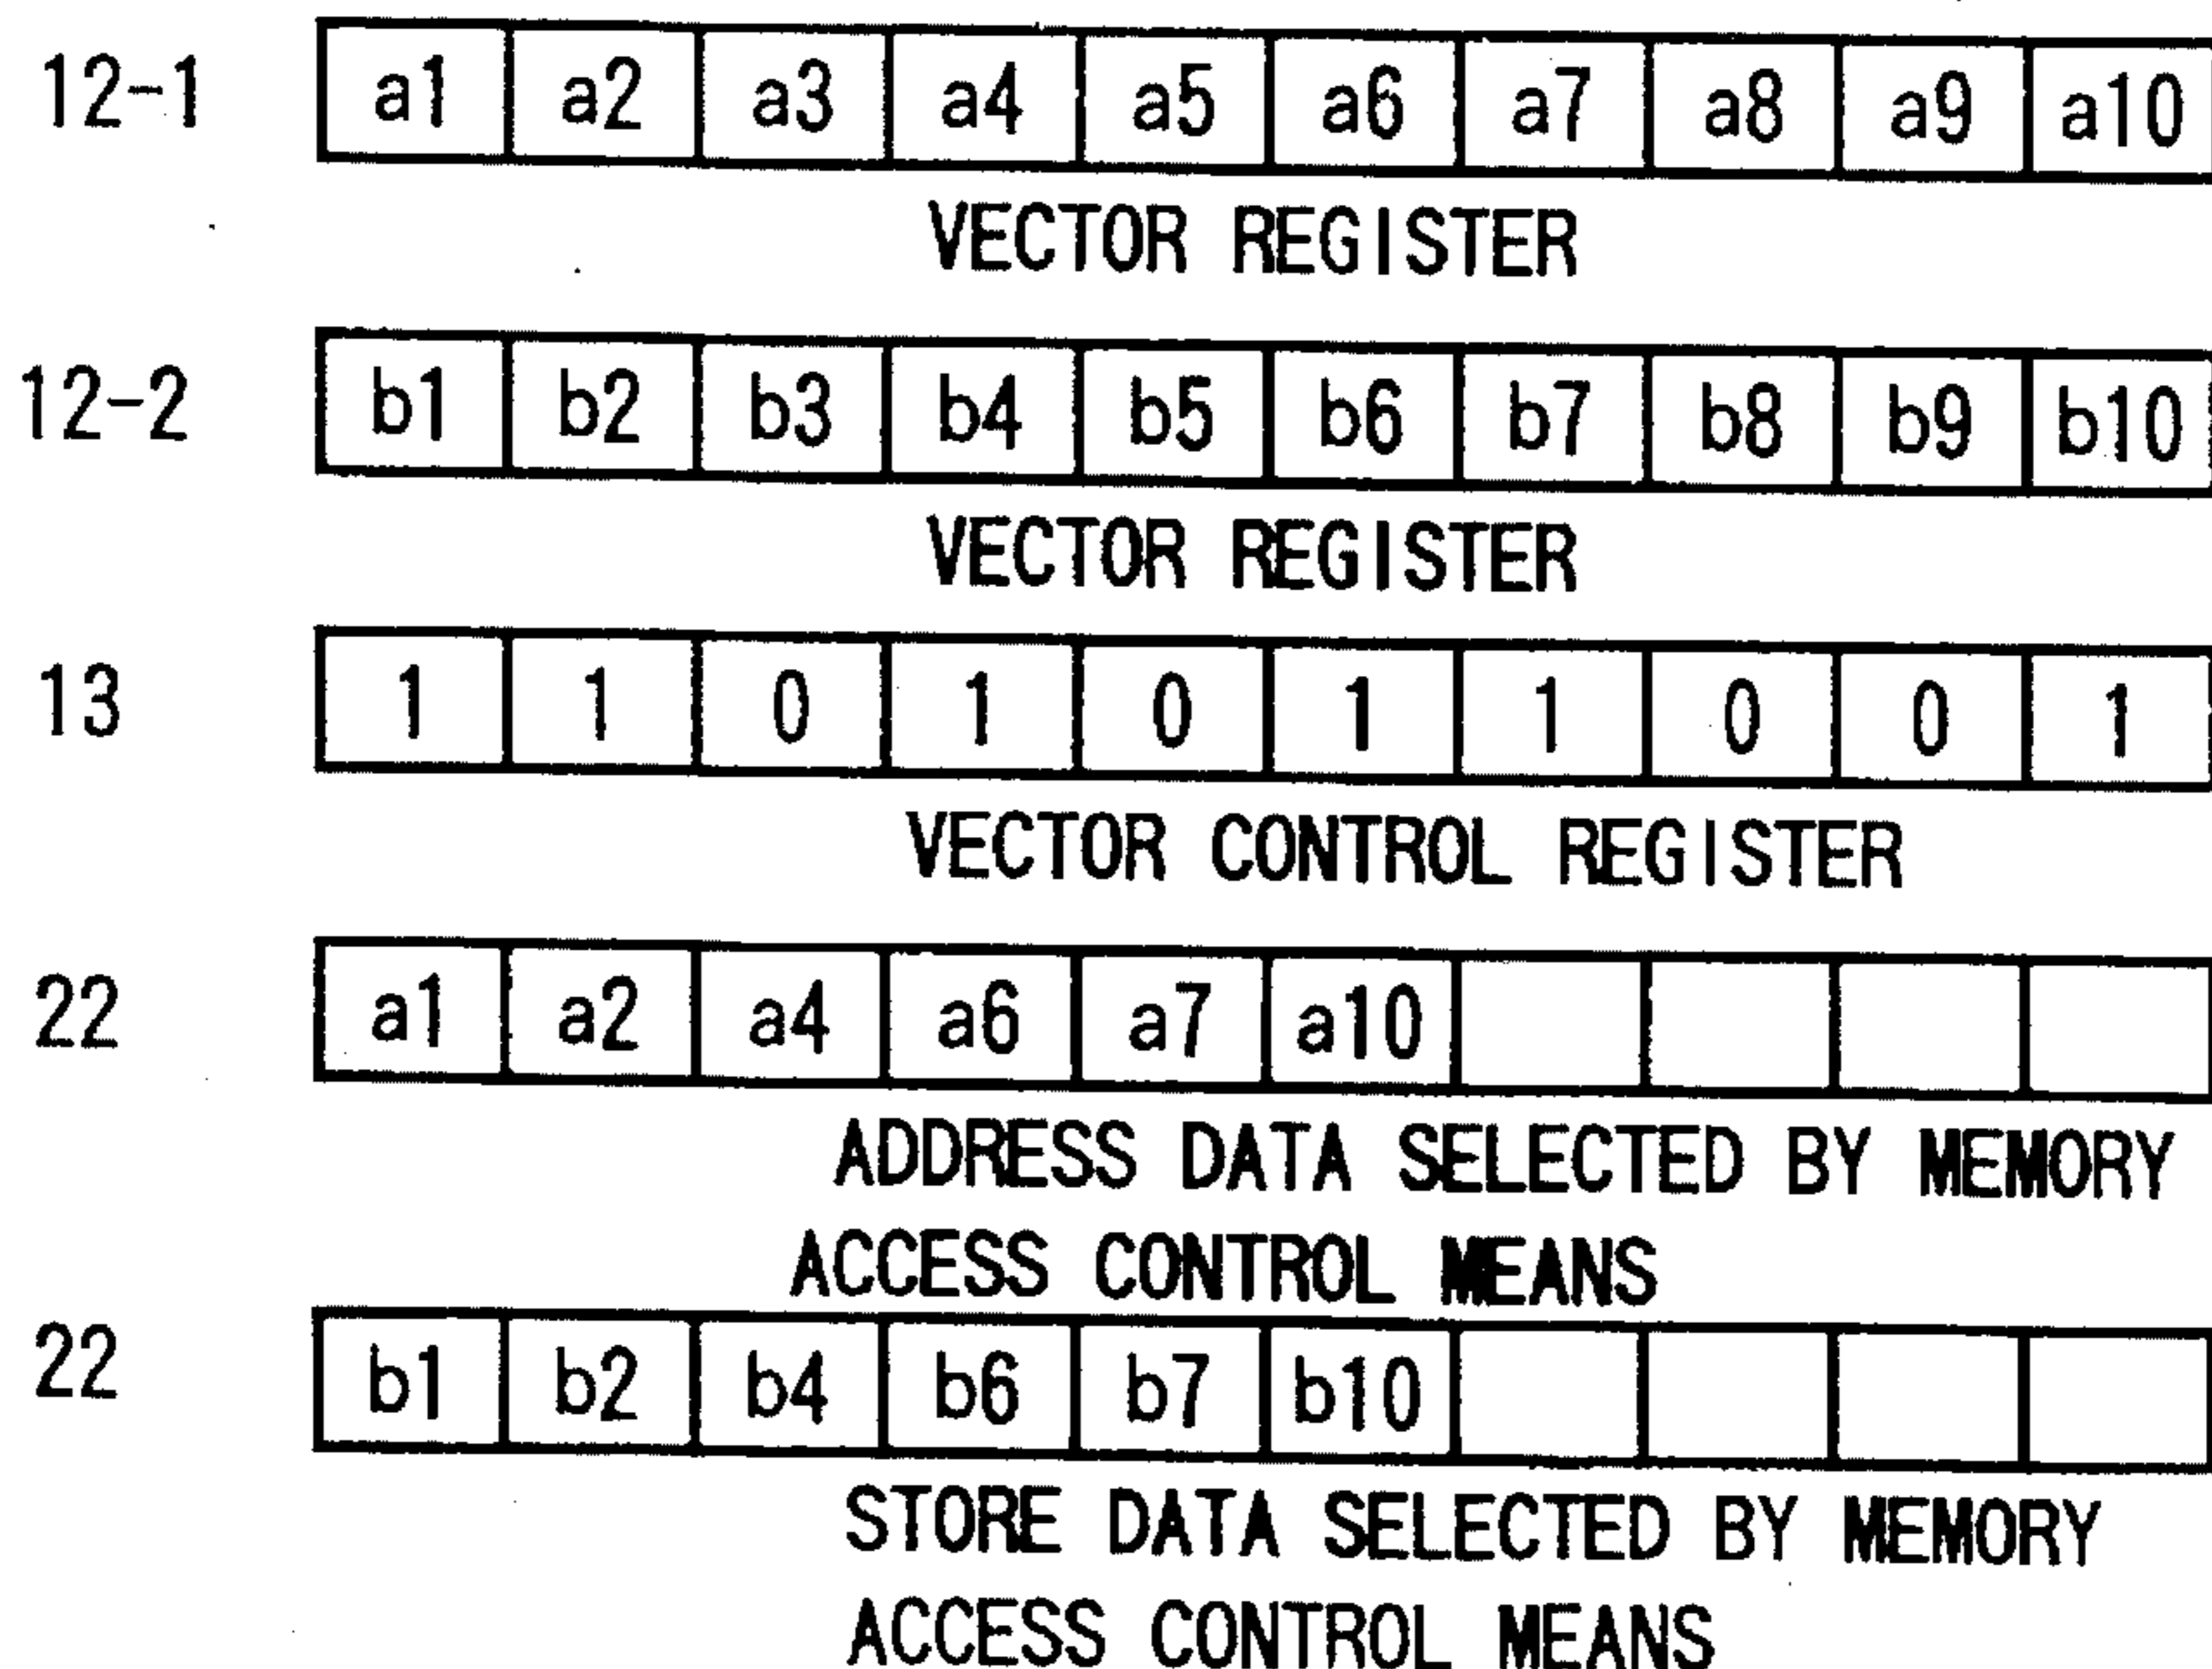 12-1 a1 a2 a3 a4 a5 a6 a7 a8 a9 a10
VECTOR REGISTER
12-2 b1 b2 b3 b4 b5 b6 b7 b8 b9 b10
VECTOR REGISTER
13 1 1 0 1 0 1 1 0 0 1
VECTOR CONTROL REGISTER
22 a1 a2 a4 a6 a7 a10
ADDRESS DATA SELECTED BY MEMORY
ACCESS CONTROL MEANS
22 b1 b2 b4 b6 b7 b10
STORE DATA SELECTED BY MEMORY
ACCESS CONTROL MEANS